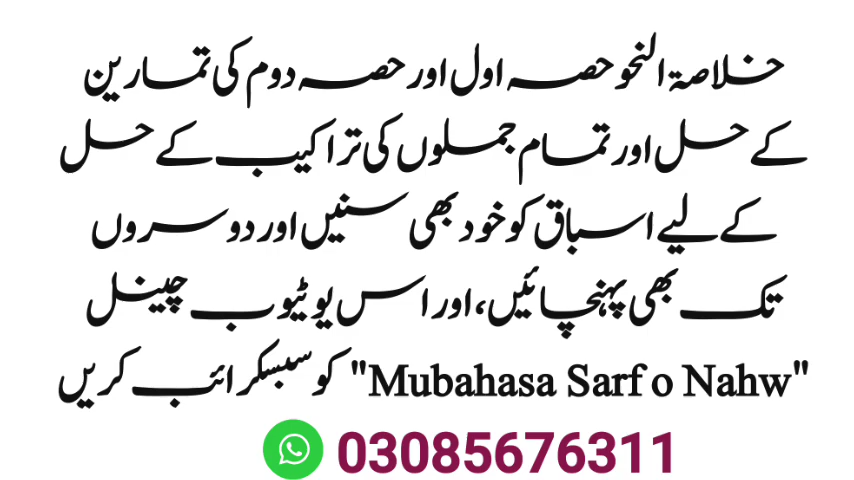 خلاصۃ النحو حصہ اول اور حصہ دوم کی تمارین
کے حل اور تمام جملوں کی تراکیب کے حل
کے لیے اسباق کو خود بھی سنیں اور دوسروں
تک بھی پہنچائیں، اور اس یوٹیوب چینل
"Mubahasa Sarf o Nahw" کو سبسکرائب کریں
03085676311